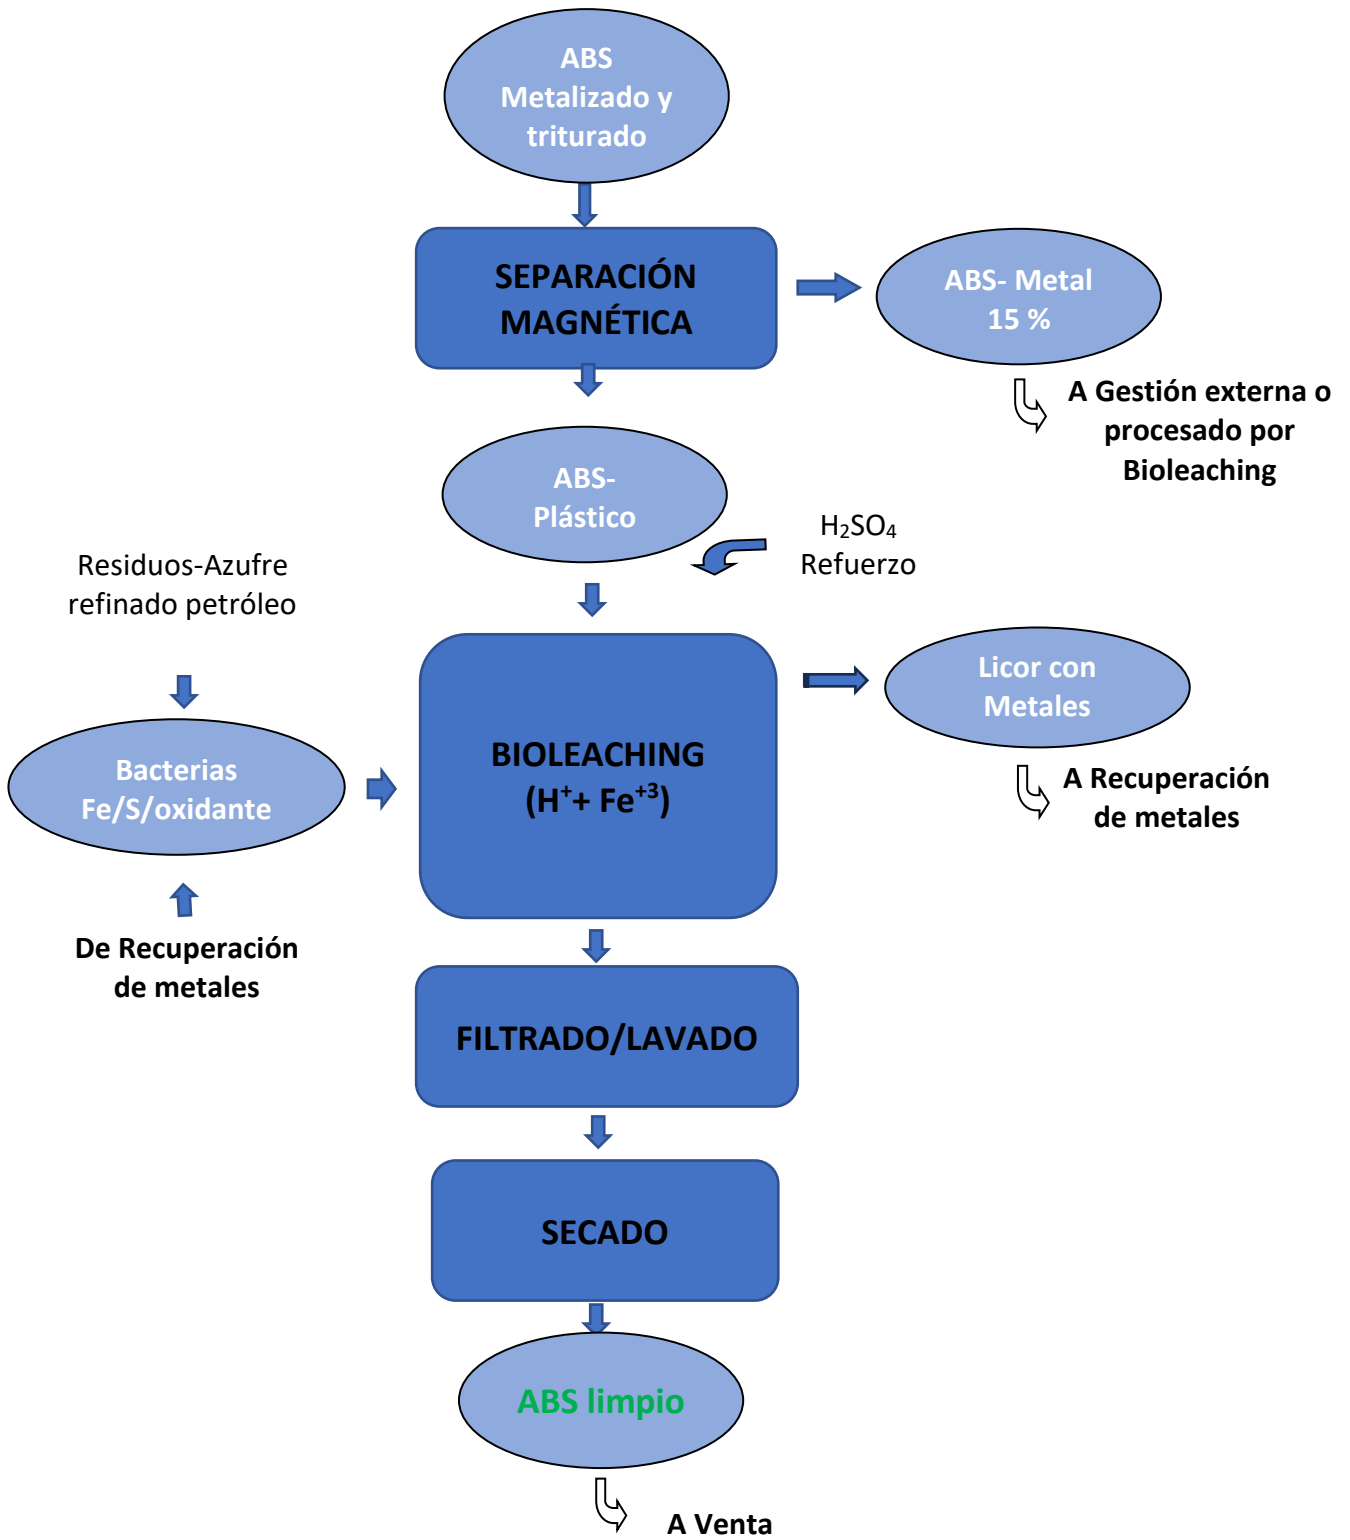 ABS
Metalizado y
triturado
SEPARACIÓN
MAGNÉTICA
ABS- Metal
15 %
A Gestión externa o
procesado por
Bioleaching
ABS-
Plástico
H₂SO₄
Refuerzo
Residuos-Azufre
refinado petróleo
Licor con
Metales
BIOLEACHING
(H⁺+ Fe⁺³)
Bacterias
Fe/S/oxidante
A Recuperación
de metales
De Recuperación
de metales
FILTRADO/LAVADO
SECADO
ABS limpio
A Venta